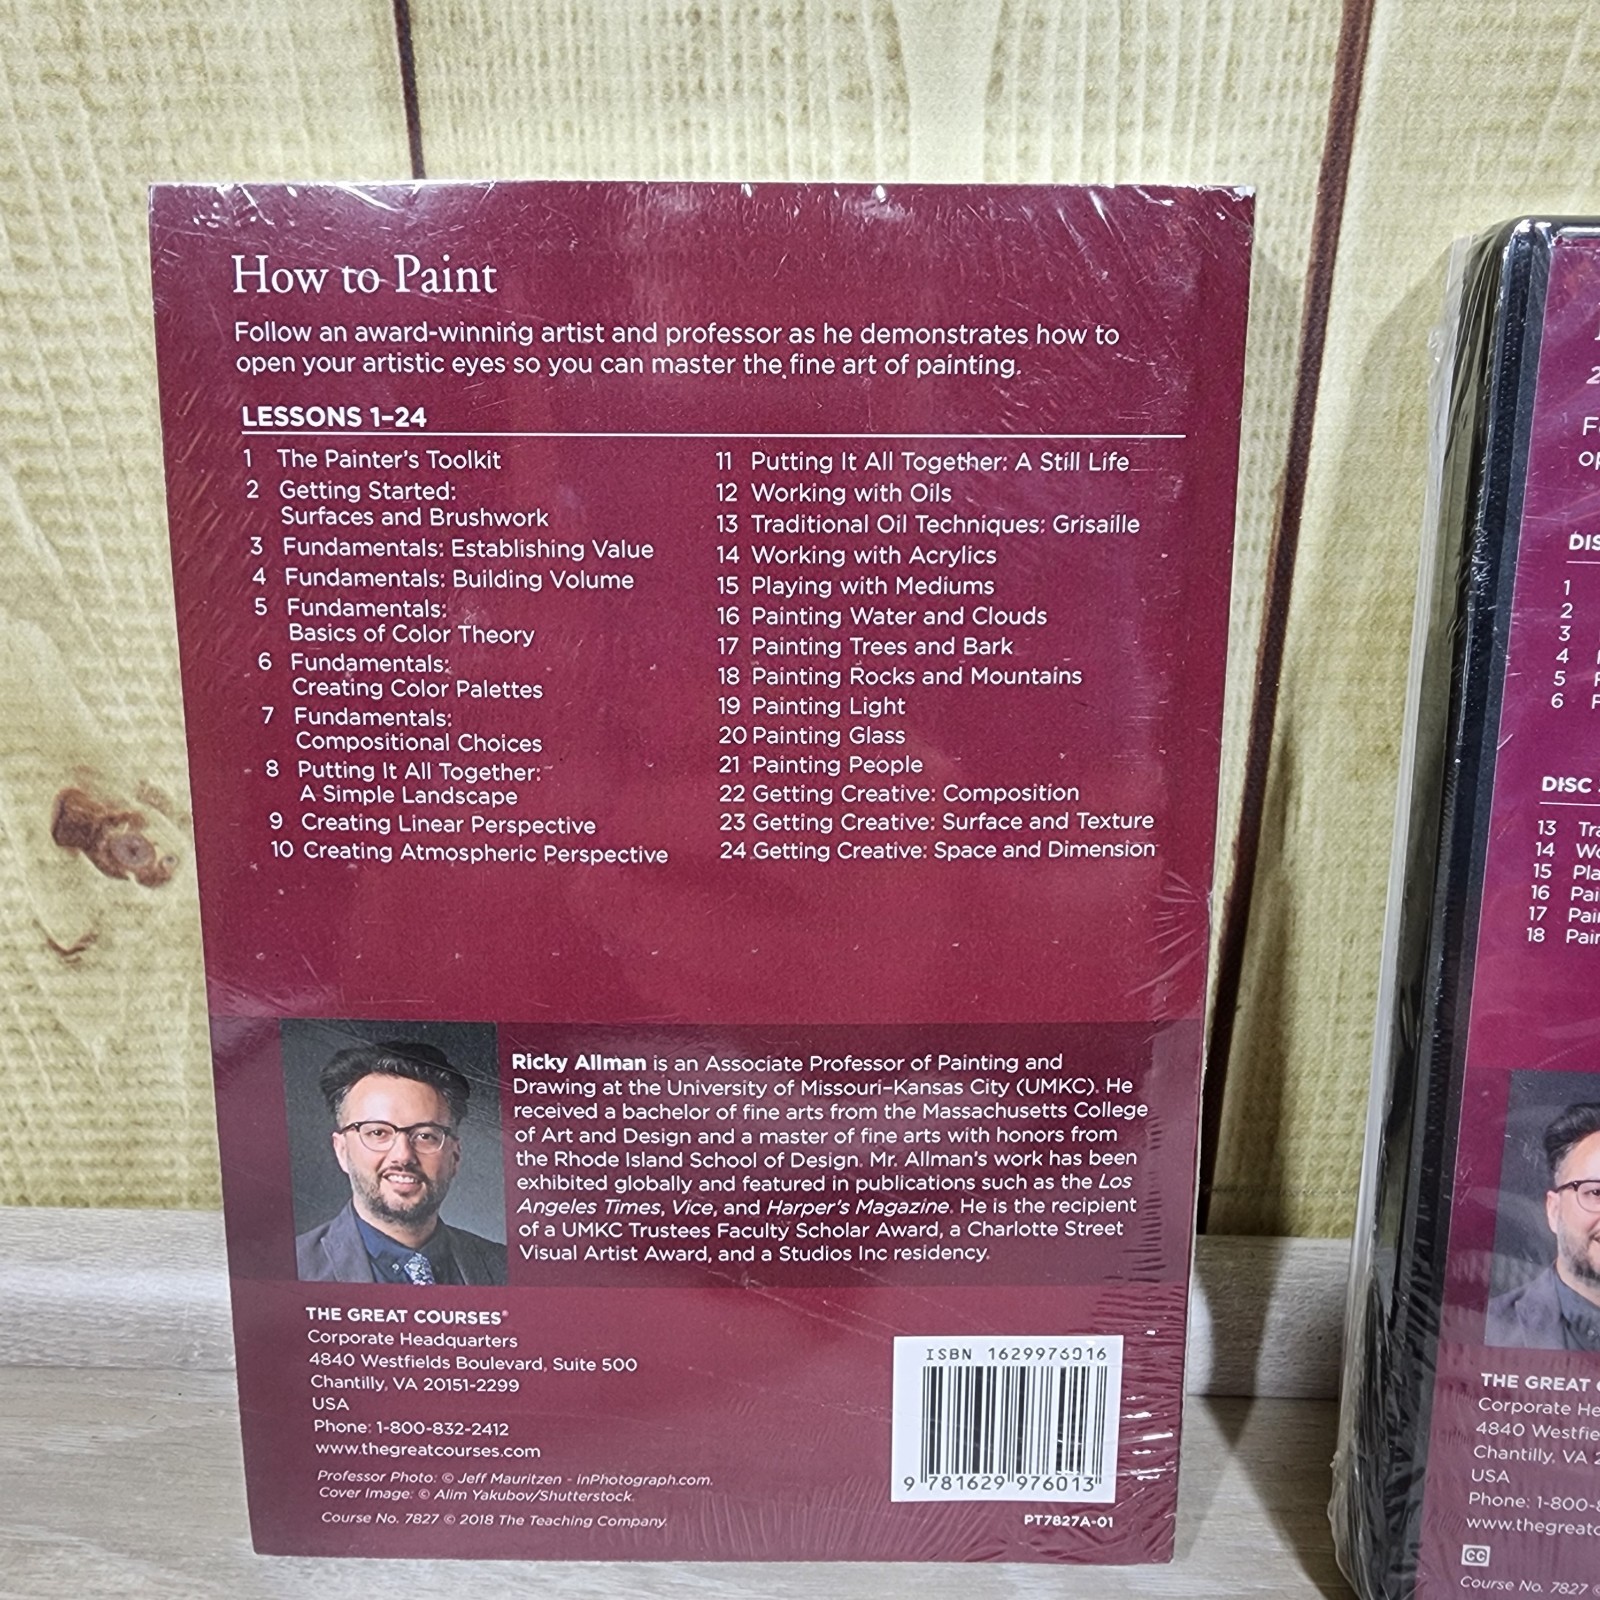 How to Paint
Follow an award-winning artist and professor as he demonstrates how to
open your artistic eyes so you can master the fine art of painting.
LESSONS 1–24
1 The Painter's Toolkit
2 Getting Started:
Surfaces and Brushwork
3 Fundamentals: Establishing Value
4 Fundamentals: Building Volume
5 Fundamentals:
Basics of Color Theory
6 Fundamentals:
Creating Color Palettes
7 Fundamentals:
Compositional Choices
8 Putting It All Together:
A Simple Landscape
9 Creating Linear Perspective
10 Creating Atmospheric Perspective
11 Putting It All Together: A Still Life
12 Working with Oils
13 Traditional Oil Techniques: Grisaille
14 Working with Acrylics
15 Playing with Mediums
16 Painting Water and Clouds
17 Painting Trees and Bark
18 Painting Rocks and Mountains
19 Painting Light
20 Painting Glass
21 Painting People
22 Getting Creative: Composition
23 Getting Creative: Surface and Texture
24 Getting Creative: Space and Dimension
Ricky Allman is an Associate Professor of Painting and
Drawing at the University of Missouri–Kansas City (UMKC). He
received a bachelor of fine arts from the Massachusetts College
of Art and Design and a master of fine arts with honors from
the Rhode Island School of Design. Mr. Allman's work has been
exhibited globally and featured in publications such as the Los
Angeles Times, Vice, and Harper's Magazine. He is the recipient
of a UMKC Trustees Faculty Scholar Award, a Charlotte Street
Visual Artist Award, and a Studios Inc residency.
THE GREAT COURSES®
Corporate Headquarters
4840 Westfields Boulevard, Suite 500
Chantilly, VA 20151-2299
USA
Phone: 1-800-832-2412
www.thegreatcourses.com
Professor Photo: © Jeff Mauritzen - inPhotograph.com.
Cover Image: © Alim Yakubov/Shutterstock.
Course No. 7827 © 2018 The Teaching Company.
ISBN 1629976016
9 781629 976013
PT7827A-01
DISC
13
14
15
16
17
18
1
2
3
4
5
6
THE GREAT
Corporate
4840
Chantilly, VA
USA
Phone: 1-800-
CC
Course No. 7827 ©